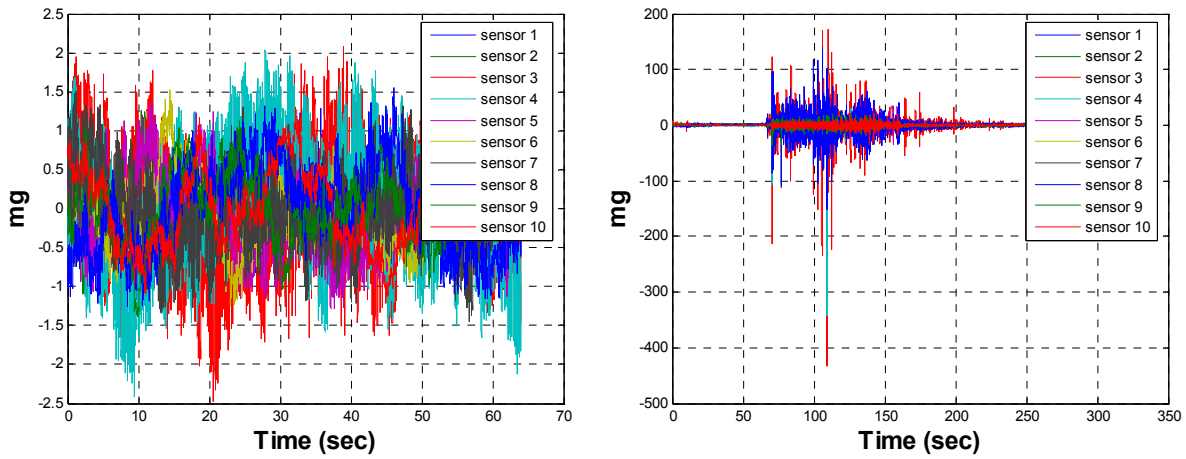 2.5
2
1.5
1
0.5
0
-0.5
-1
-1.5
-2
-2.5
mg
0 10 20 30 40 50 60 70
Time (sec)
sensor 1
sensor 2
sensor 3
sensor 4
sensor 5
sensor 6
sensor 7
sensor 8
sensor 9
sensor 10
200
100
0
-100
-200
-300
-400
-500
mg
0 50 100 150 200 250 300 350
Time (sec)
sensor 1
sensor 2
sensor 3
sensor 4
sensor 5
sensor 6
sensor 7
sensor 8
sensor 9
sensor 10